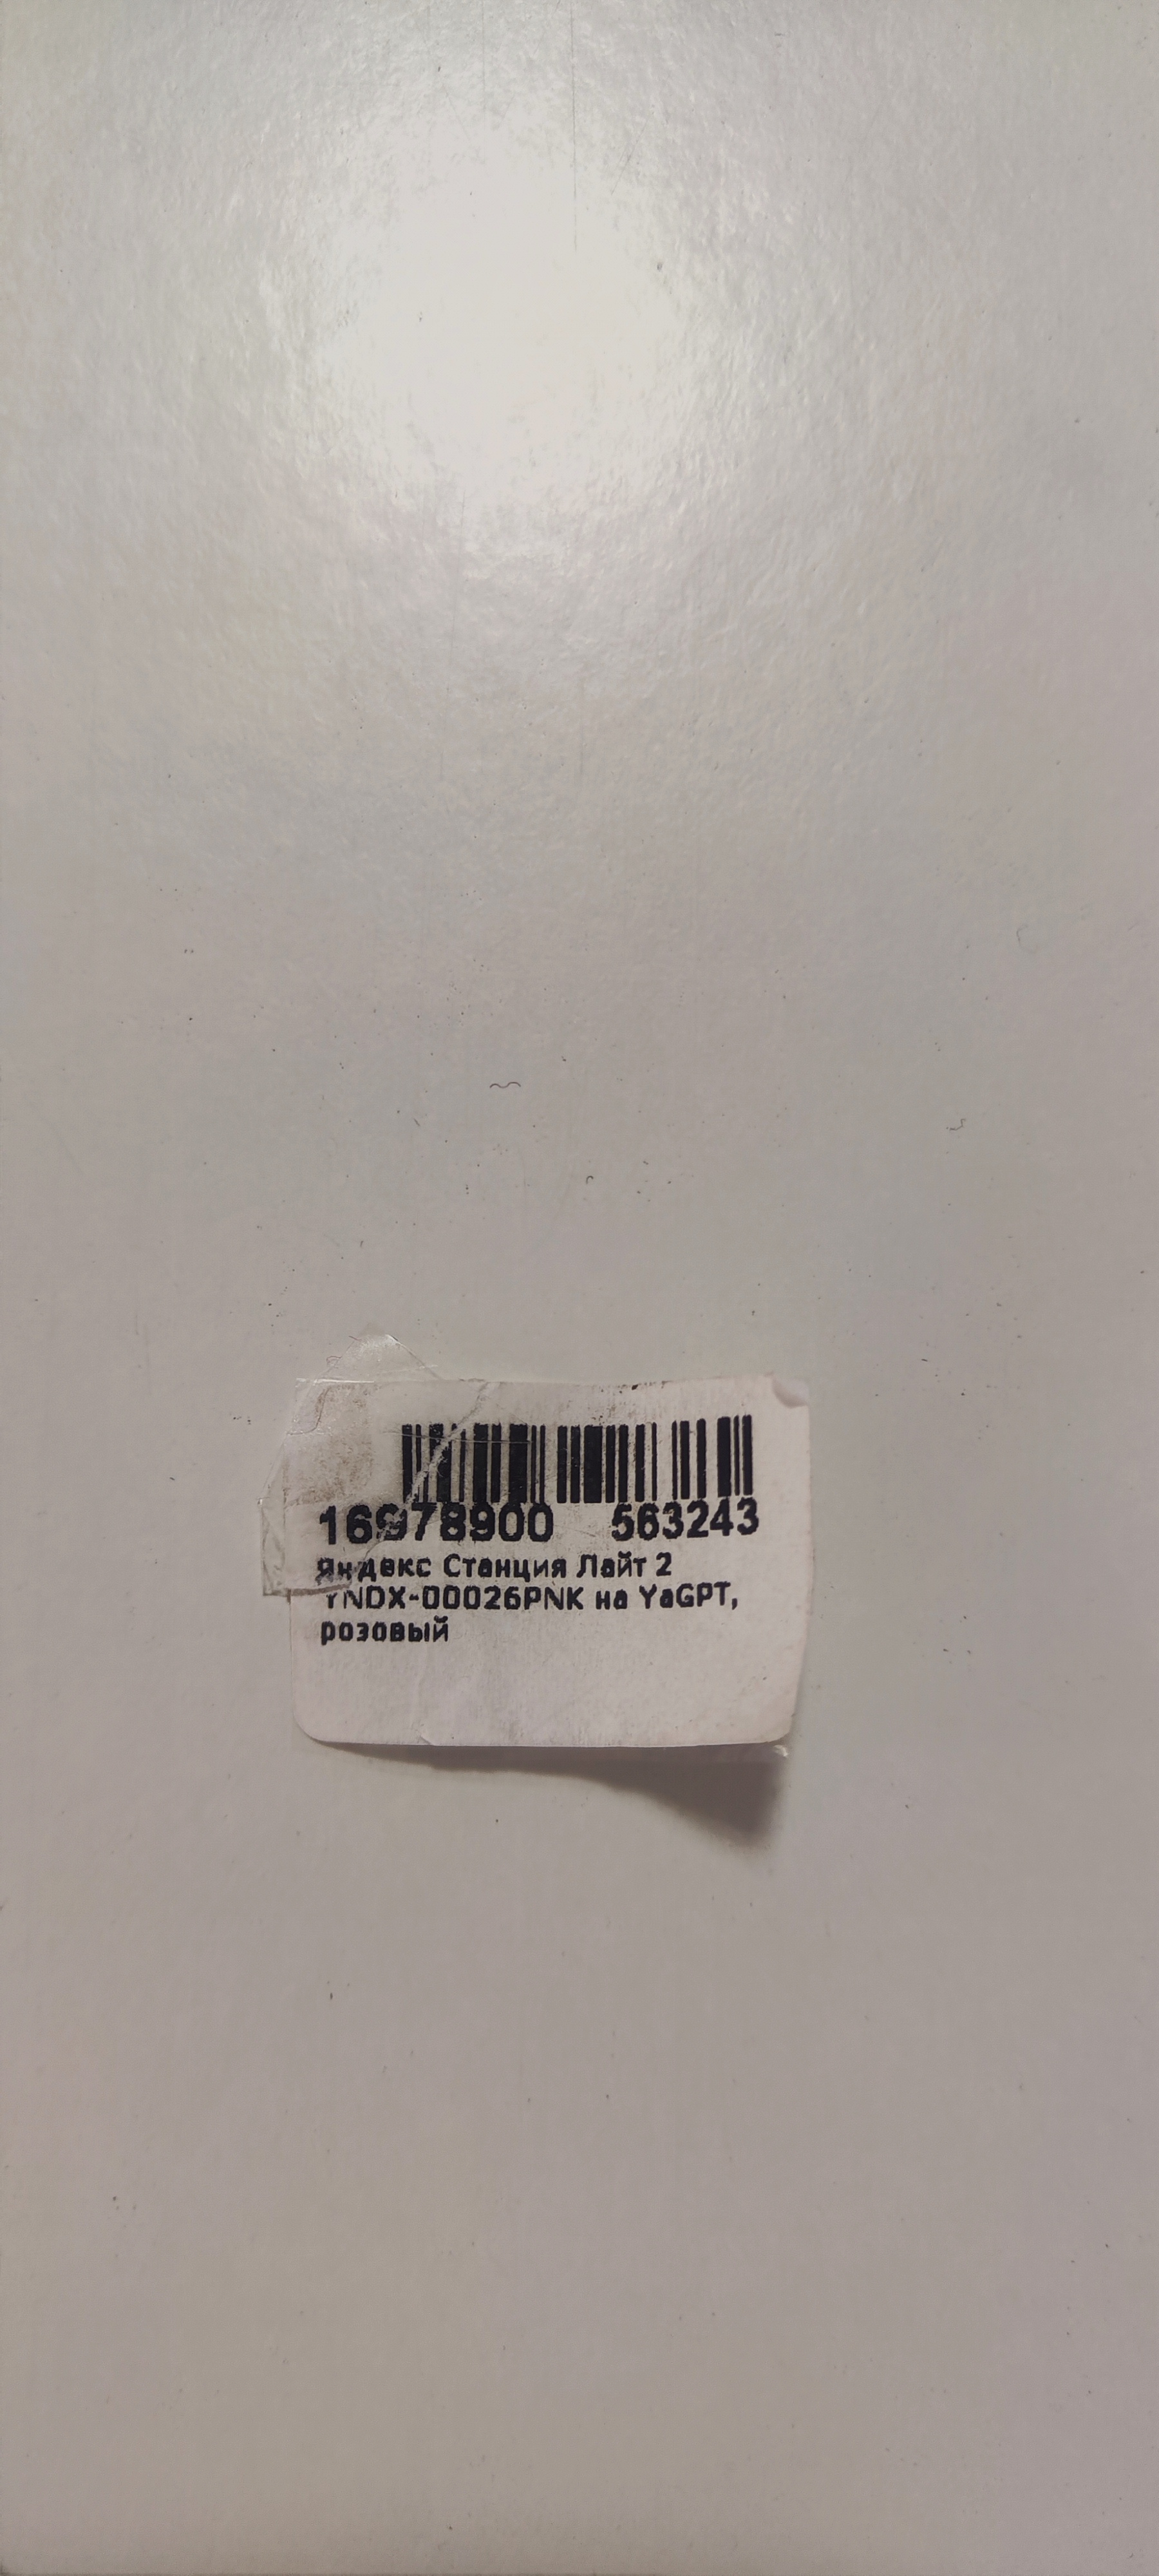 16978900 563243
Яндекс Станция Лайт 2
YNDX-00026PNK на YaGPT,
розовый